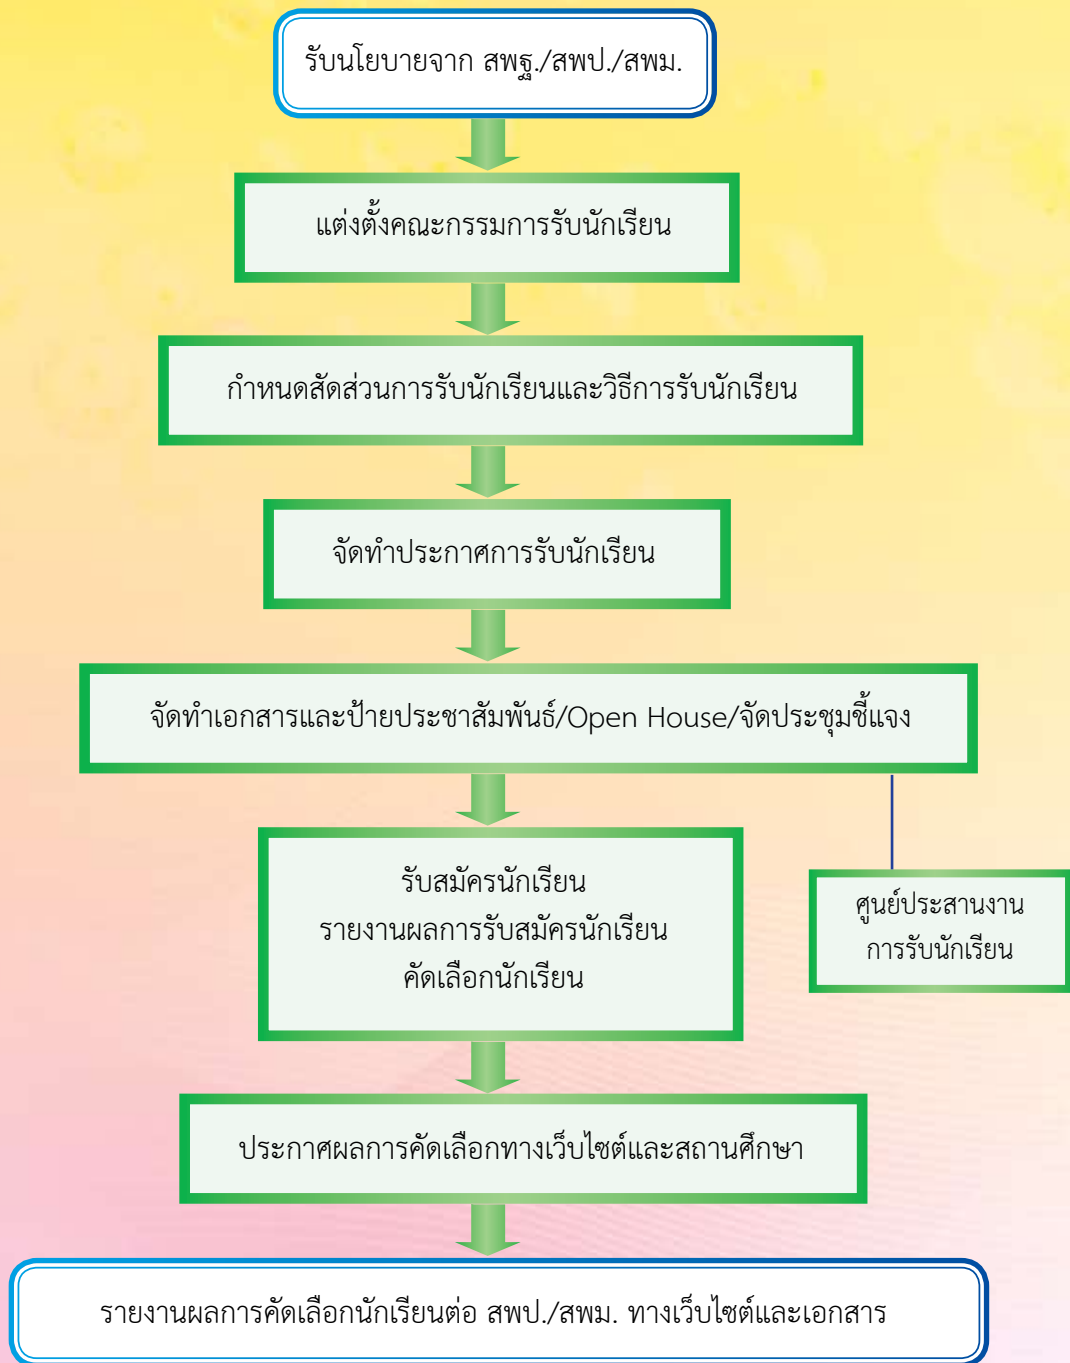 รับนโยบายจาก สพฐ./สพป./สพม.
แต่งตั้งคณะกรรมการรับนักเรียน
กำหนดสัดส่วนการรับนักเรียนและวิธีการรับนักเรียน
จัดทำประกาศการรับนักเรียน
จัดทำเอกสารและป้ายประชาสัมพันธ์/Open House/จัดประชุมชี้แจง
รับสมัครนักเรียน
รายงานผลการรับสมัครนักเรียน
คัดเลือกนักเรียน
ศูนย์ประสานงาน
การรับนักเรียน
ประกาศผลการคัดเลือกทางเว็บไซต์และสถานศึกษา
รายงานผลการคัดเลือกนักเรียนต่อ สพป./สพม. ทางเว็บไซต์และเอกสาร